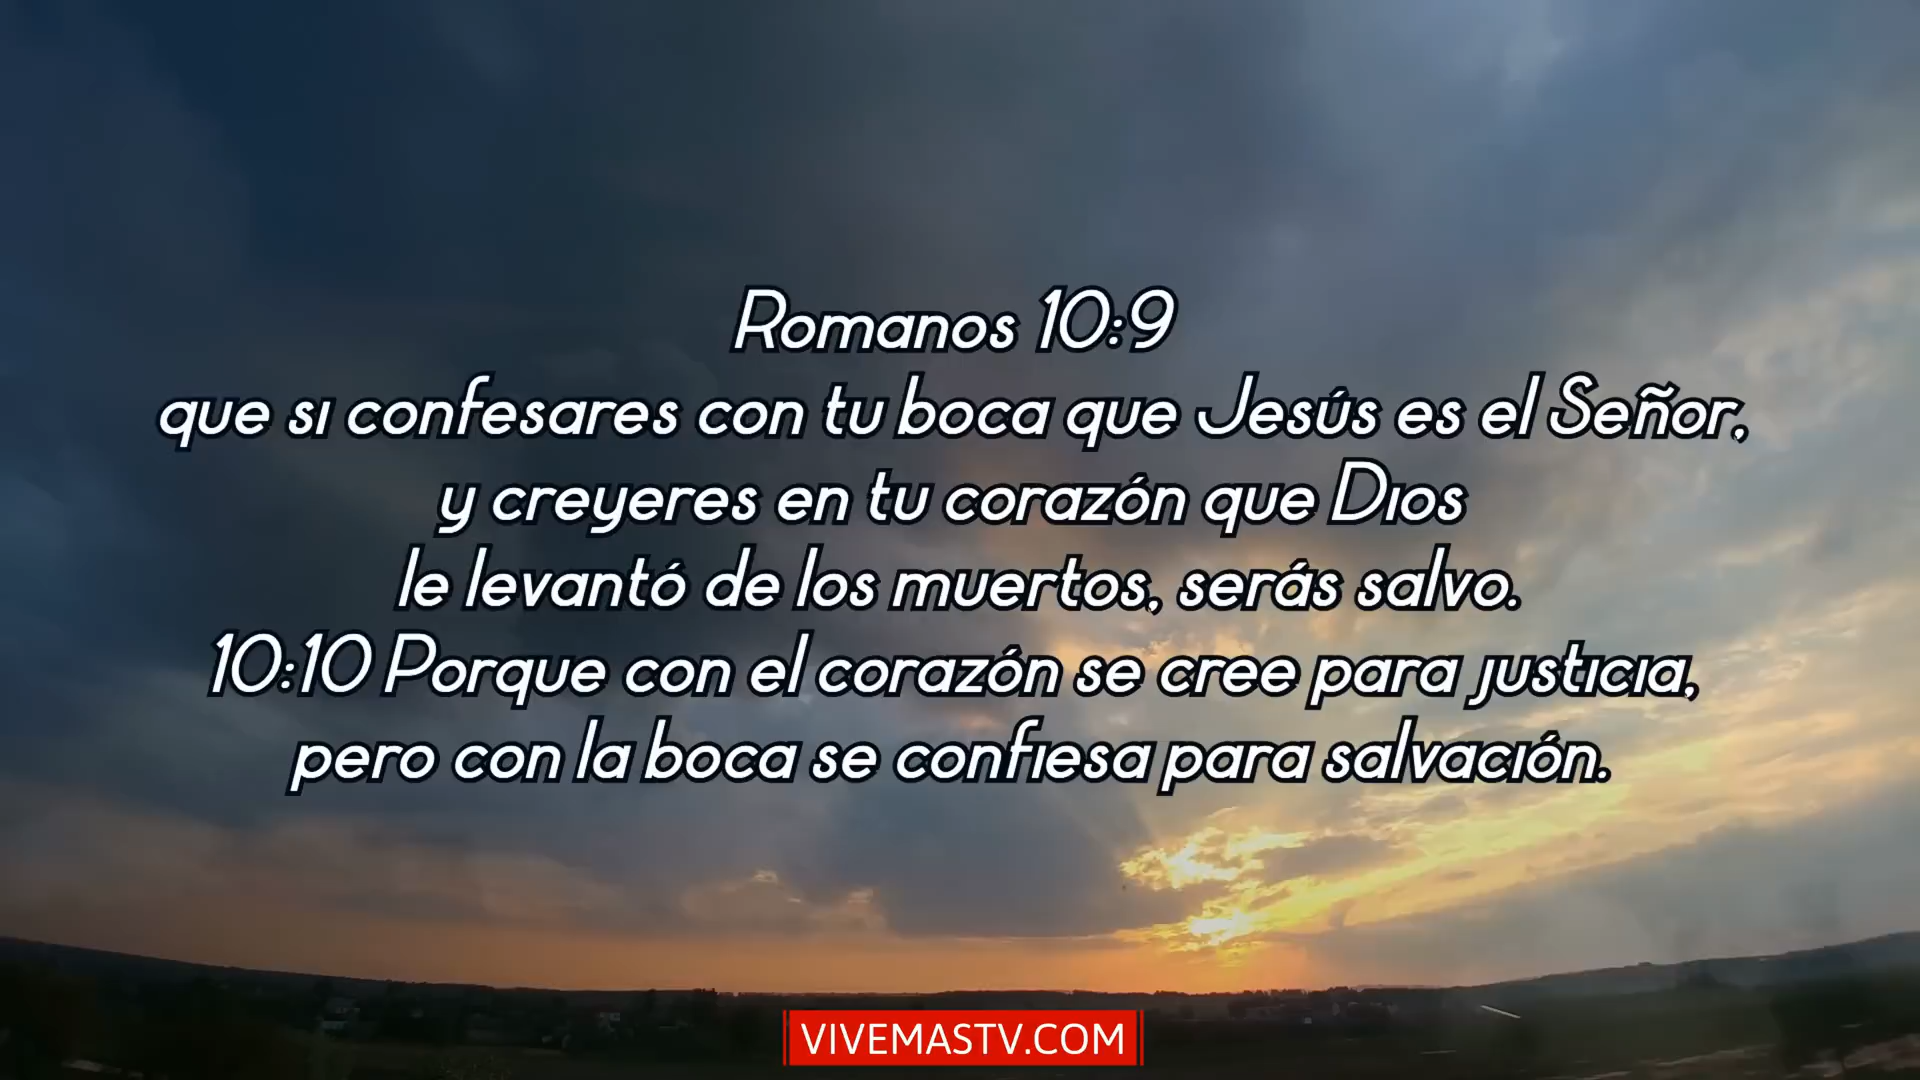 Romanos 10:9
que si confesares con tu boca que Jesús es el Señor,
y creyeres en tu corazón que Dios
le levantó de los muertos, serás salvo.
10:10 Porque con el corazón se cree para justicia,
pero con la boca se confiesa para salvación.
VIVEMASTV.COM